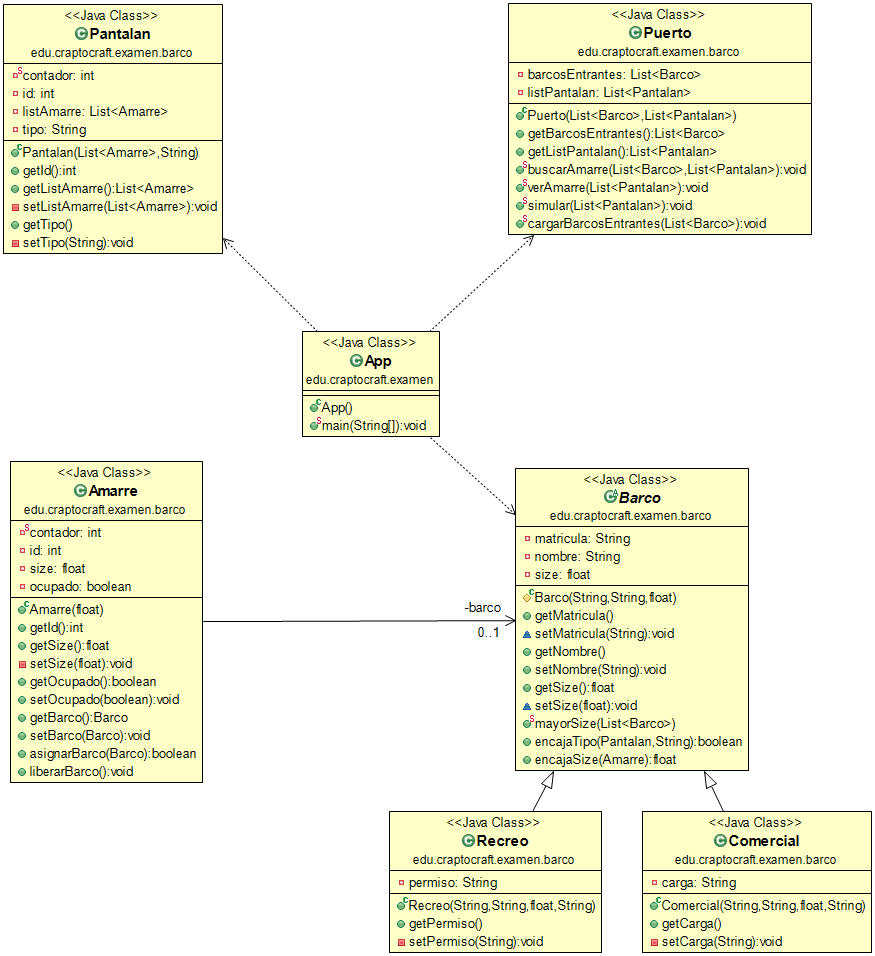 <<Java Class>>
Pantalan
edu.craptocraft.examen.barco
contador: int
id: int
listAmarre: List<Amarre>
tipo: String
Pantalan(List<Amarre>,String)
getId():int
getListAmarre():List<Amarre>
setListAmarre(List<Amarre>):void
getTipo()
setTipo(String):void
<<Java Class>>
Puerto
edu.craptocraft.examen.barco
barcosEntrantes: List<Barco>
listPantalan: List<Pantalan>
Puerto(List<Barco>,List<Pantalan>)
getBarcosEntrantes():List<Barco>
getListPantalan():List<Pantalan>
buscarAmarre(List<Barco>,List<Pantalan>):void
verAmarre(List<Pantalan>):void
simular(List<Pantalan>):void
cargarBarcosEntrantes(List<Barco>):void
<<Java Class>>
App
edu.craptocraft.examen
App()
main(String[]):void
<<Java Class>>
Amarre
edu.craptocraft.examen.barco
contador: int
id: int
size: float
ocupado: boolean
Amarre(float)
getId():int
getSize():float
setSize(float):void
getOcupado():boolean
setOcupado(boolean):void
getBarco():Barco
setBarco(Barco):void
asignarBarco(Barco):boolean
liberarBarco():void
-barco
0..1
<<Java Class>>
Barco
edu.craptocraft.examen.barco
matricula: String
nombre: String
size: float
Barco(String,String,float)
getMatricula()
setMatricula(String):void
getNombre()
setNombre(String):void
getSize():float
setSize(float):void
mayorSize(List<Barco>)
encajaTipo(Pantalan,String):boolean
encajaSize(Amarre):float
<<Java Class>>
Recreo
edu.craptocraft.examen.barco
permiso: String
Recreo(String,String,float,String)
getPermiso()
setPermiso(String):void
<<Java Class>>
Comercial
edu.craptocraft.examen.barco
carga: String
Comercial(String,String,float,String)
getCarga()
setCarga(String):void